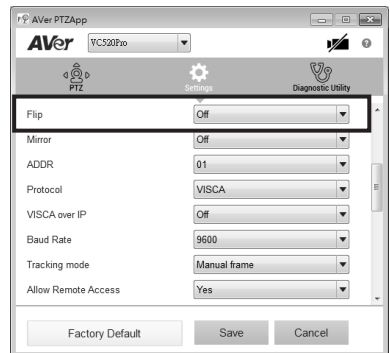 AVer PTZApp
AVer VC520Pro
PTZ Settings Diagnostic Utility
Flip Off
Mirror Off
ADDR 01
Protocol VISCA
VISCA over IP Off
Baud Rate 9600
Tracking mode Manual frame
Allow Remote Access Yes
Factory Default Save Cancel